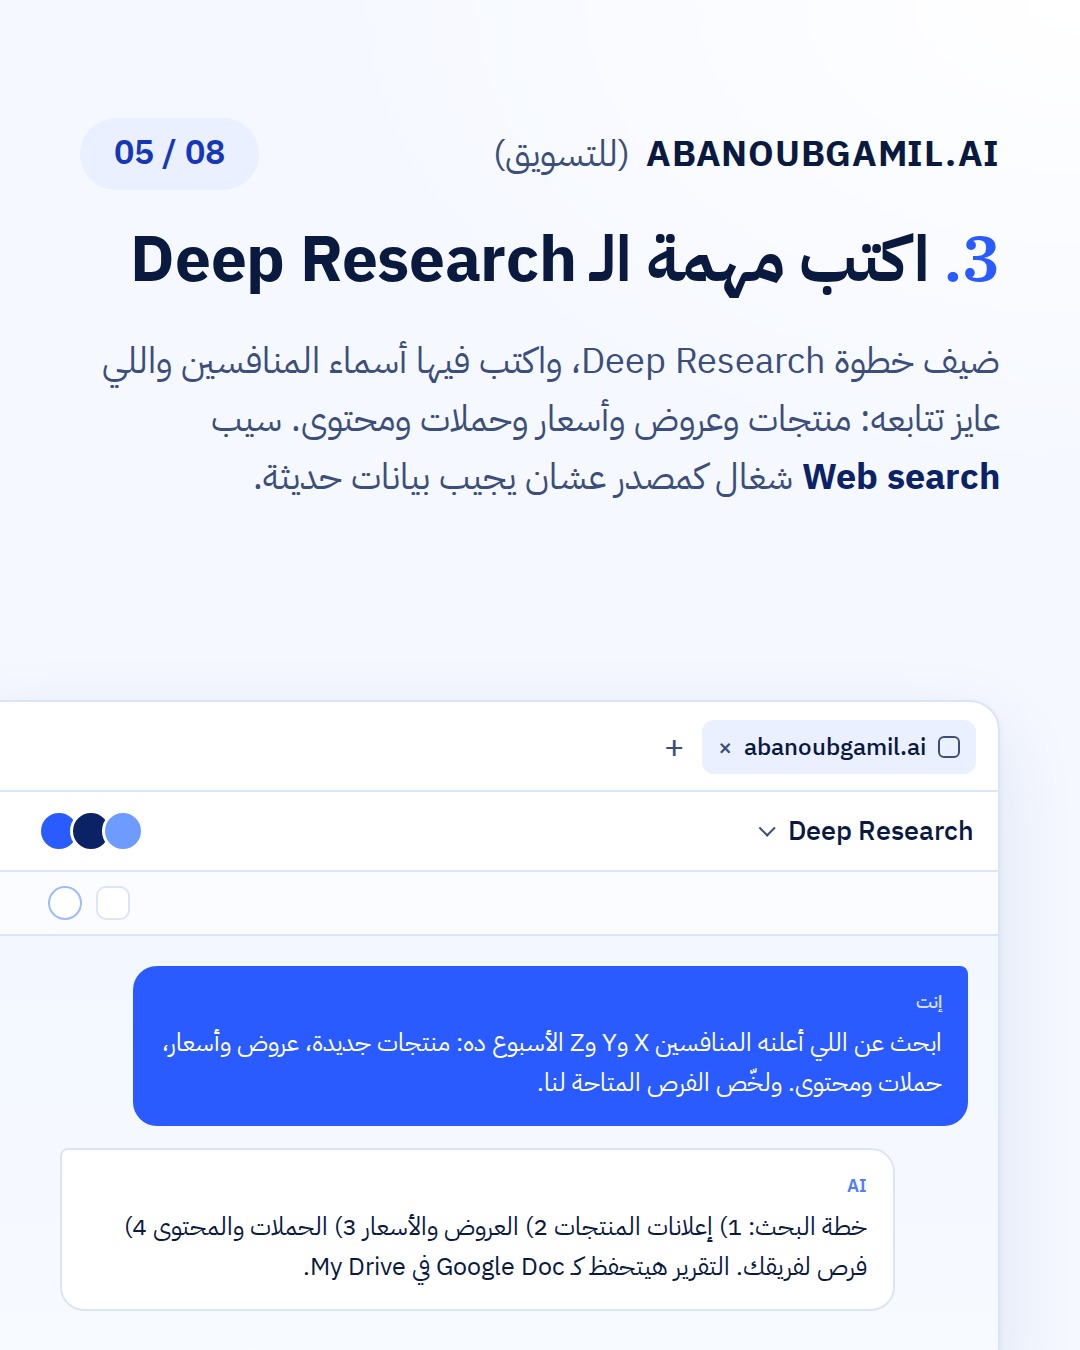 ABANOUBGAMIL.AI (للتسويق)
05 / 08
3. اكتب مهمة الـ Deep Research
ضيف خطوة Deep Research، واكتب فيها أسماء المنافسين واللي
عايز تتابعه: منتجات وعروض وأسعار وحملات ومحتوى. سيب
Web search شغال كمصدر عشان يجيب بيانات حديثة.
abanoubgamil.ai × +
Deep Research
إنت
ابحث عن اللي أعلنه المنافسين X وY وZ الأسبوع ده: منتجات جديدة، عروض وأسعار،
حملات ومحتوى. ولخّص الفرص المتاحة لنا.
AI
خطة البحث: 1) إعلانات المنتجات 2) العروض والأسعار 3) الحملات والمحتوى 4)
فرص لفريقك. التقرير هيتحفظ كـ Google Doc في My Drive.